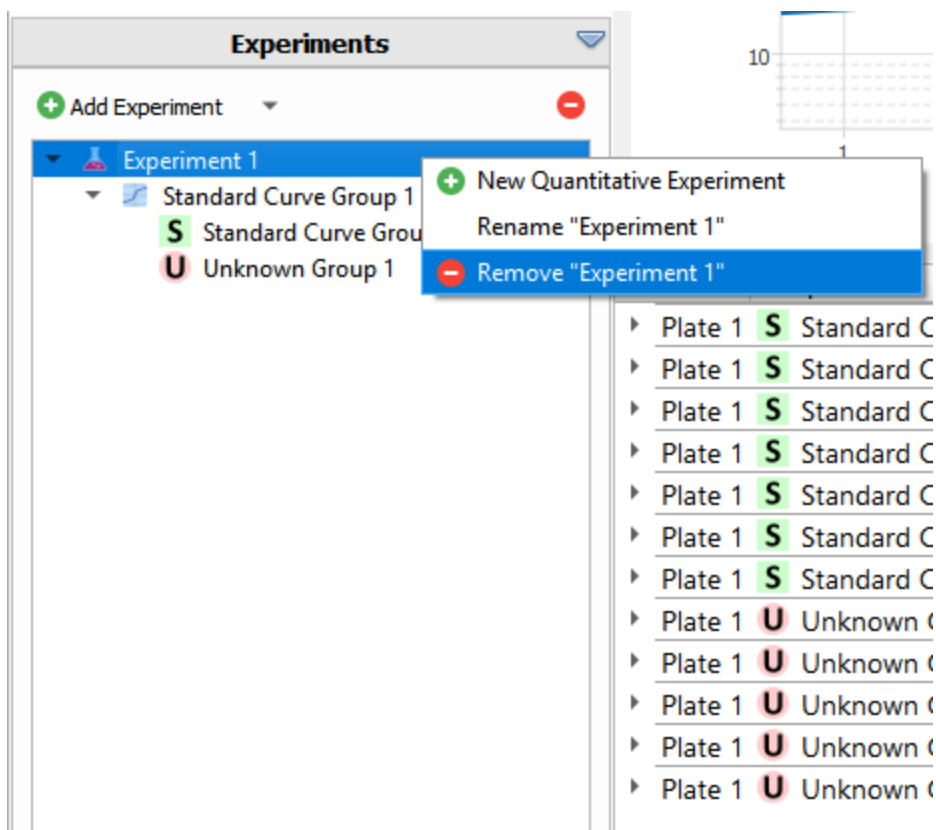 Experiments
Add Experiment
Experiment 1
Standard Curve Group 1
S Standard Curve Grou
U Unknown Group 1
New Quantitative Experiment
Rename "Experiment 1"
Remove "Experiment 1"
10
1
Plate 1 S Standard C
Plate 1 S Standard C
Plate 1 S Standard C
Plate 1 S Standard C
Plate 1 S Standard C
Plate 1 S Standard C
Plate 1 S Standard C
Plate 1 U Unknown G
Plate 1 U Unknown G
Plate 1 U Unknown G
Plate 1 U Unknown G
Plate 1 U Unknown G